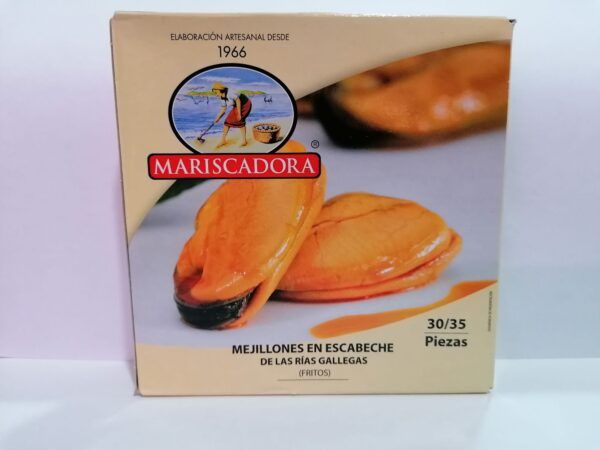 ELABORACIÓN ARTESANAL DESDE
1966
MARISCADORA
®
30/35
Piezas
MEJILLONES EN ESCABECHE
DE LAS RÍAS GALLEGAS
(FRITOS)